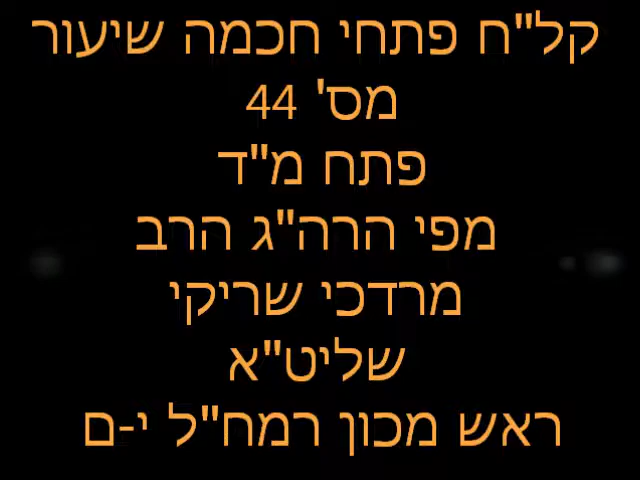 קל"ח פתחי חכמה שיעור
מס' 44
פתח מ"ד
מפי הרה"ג הרב
מרדכי שריקי
שליט"א
ראש מכון רמח"ל י-ם